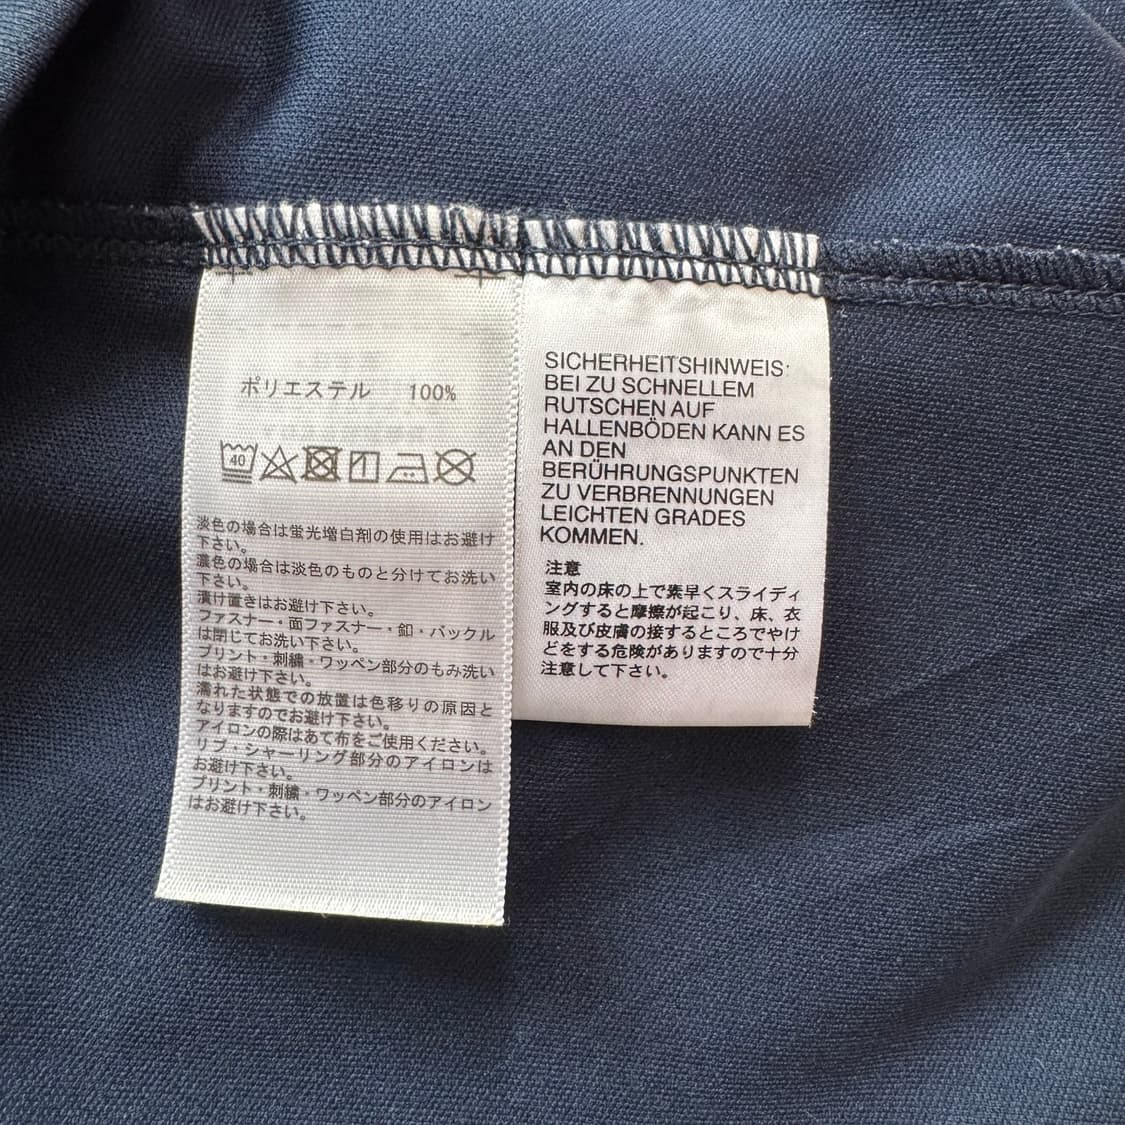 ポリエステル 100%
40
淡色の場合は蛍光増白剤の使用はお避け
下さい。
濃色の場合は淡色のものと分けてお洗い
下さい。
漬け置きはお避け下さい。
ファスナー・面ファスナー・釦・バックル
は閉じてお洗い下さい。
プリント・刺繍・ワッペン部分のもみ洗い
はお避け下さい。
濡れた状態での放置は色移りの原因と
なりますのでお避け下さい。
アイロンの際はあて布をご使用ください。
リブ・シャーリング部分のアイロンは
お避け下さい。
プリント・刺繍・ワッペン部分のアイロン
はお避け下さい。
SICHERHEITSHINWEIS:
BEI ZU SCHNELLEM
RUTSCHEN AUF
HALLENBÖDEN KANN ES
AN DEN
BERÜHRUNGSPUNKTEN
ZU VERBRENNUNGEN
LEICHTEN GRADES
KOMMEN.
注意
室内の床の上で素早くスライディ
ングすると摩擦が起こり、床、衣
服及び皮膚の接するところでやけ
どをする危険がありますので十分
注意して下さい。